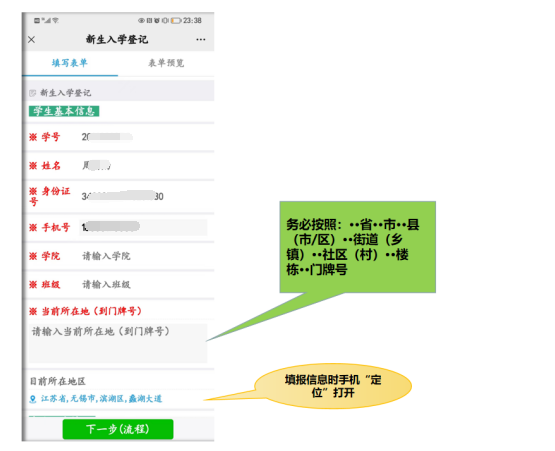 23:38
× 新生入学登记 ···
填写表单 表单预览
新生入学登记
学生基本信息
※ 学号 20
※ 姓名 周
※ 身份证号 34 80
※ 手机号 1
※ 学院 请输入学院
※ 班级 请输入班级
※ 当前所在地（到门牌号）
请输入当前所在地（到门牌号）
目前所在地区
江苏省,无锡市,滨湖区,蠡湖大道
下一步(流程)
务必按照：••省••市••县
（市/区）••街道（乡
镇）••社区（村）••楼
栋••门牌号
填报信息时手机“定
位”打开